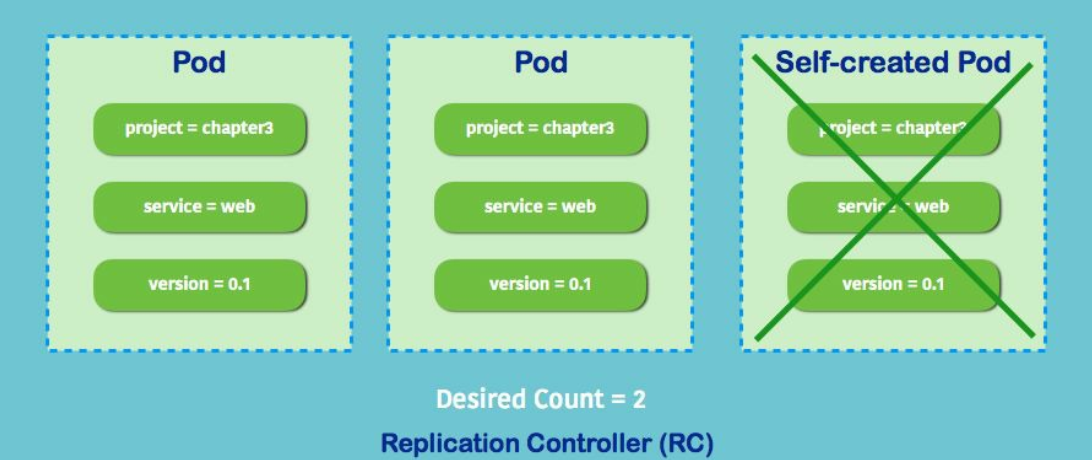 Pod
project = chapter3
service = web
version = 0.1
Pod
project = chapter3
service = web
version = 0.1
Self-created Pod
project = chapter3
service = web
version = 0.1
Desired Count = 2
Replication Controller (RC)